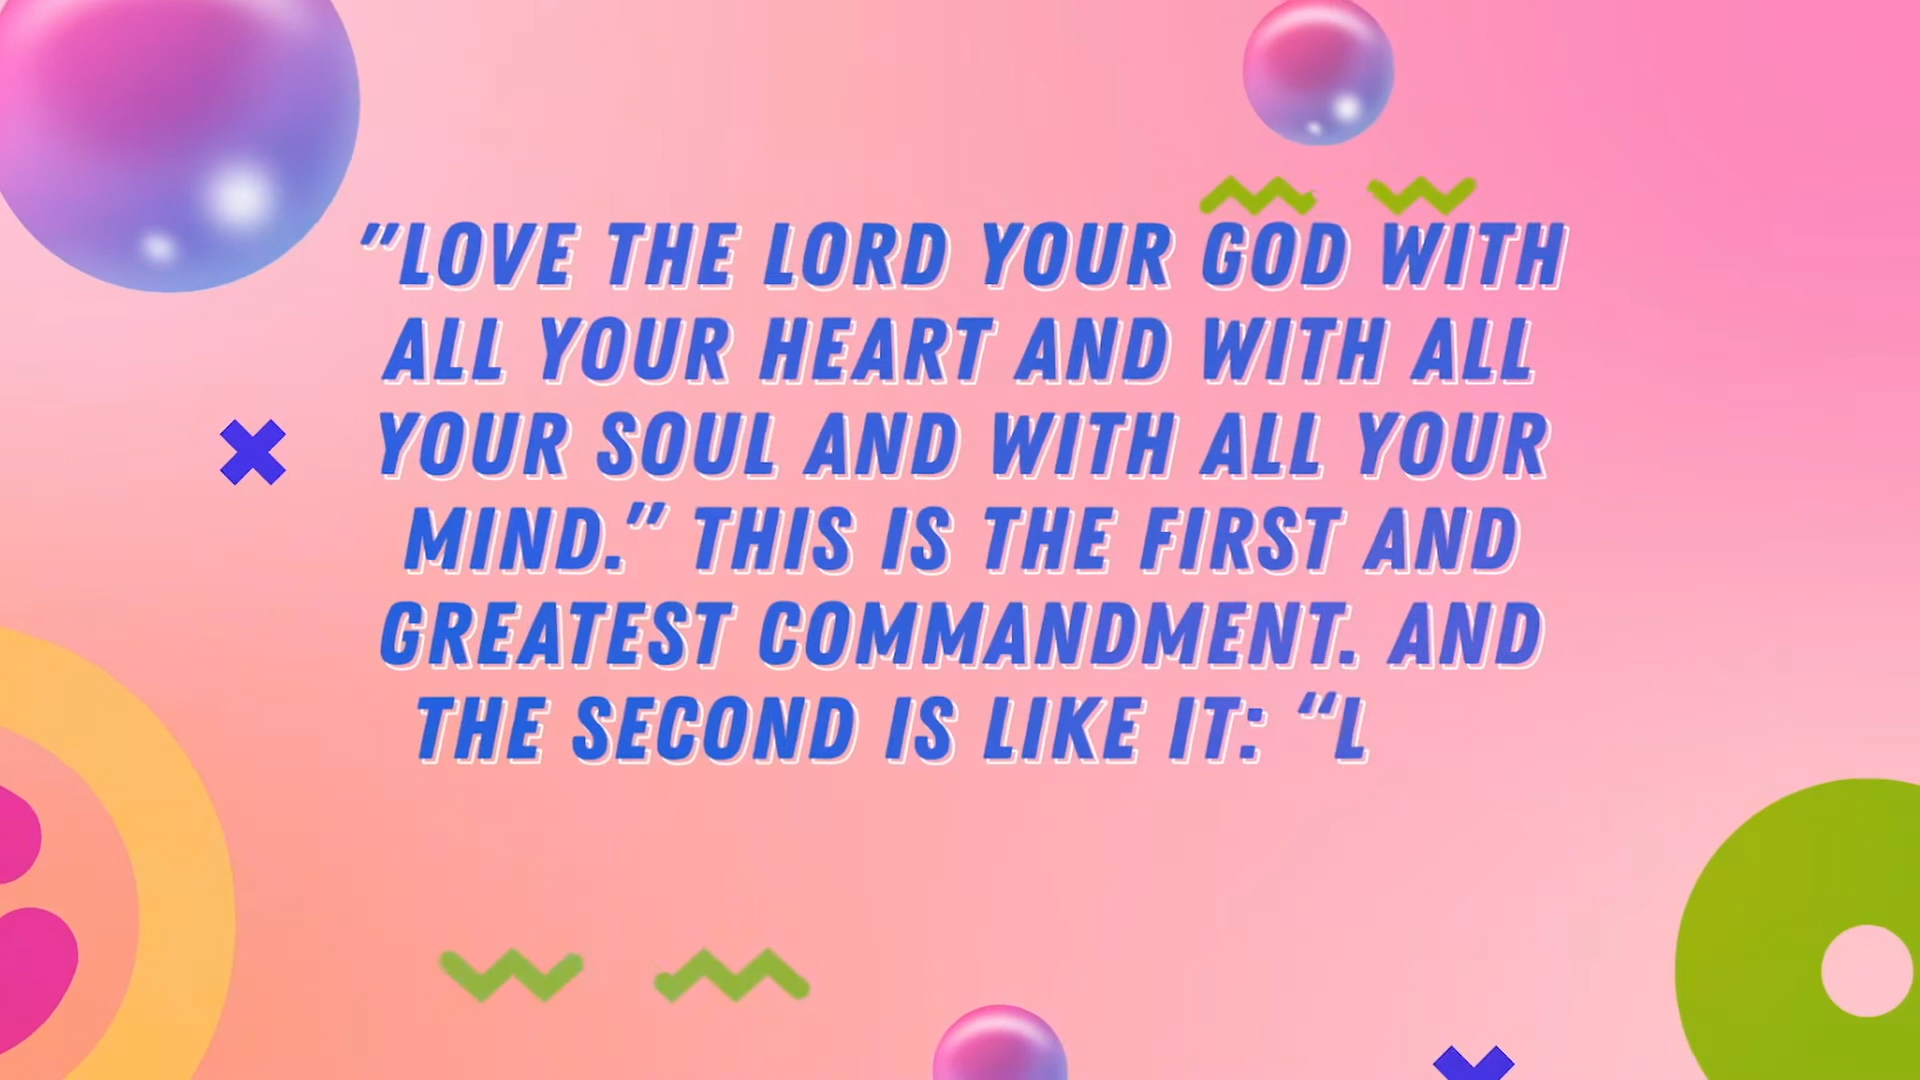 "LOVE THE LORD YOUR GOD WITH
ALL YOUR HEART AND WITH ALL
YOUR SOUL AND WITH ALL YOUR
MIND.” THIS IS THE FIRST AND
GREATEST COMMANDMENT. AND
THE SECOND IS LIKE IT: “L